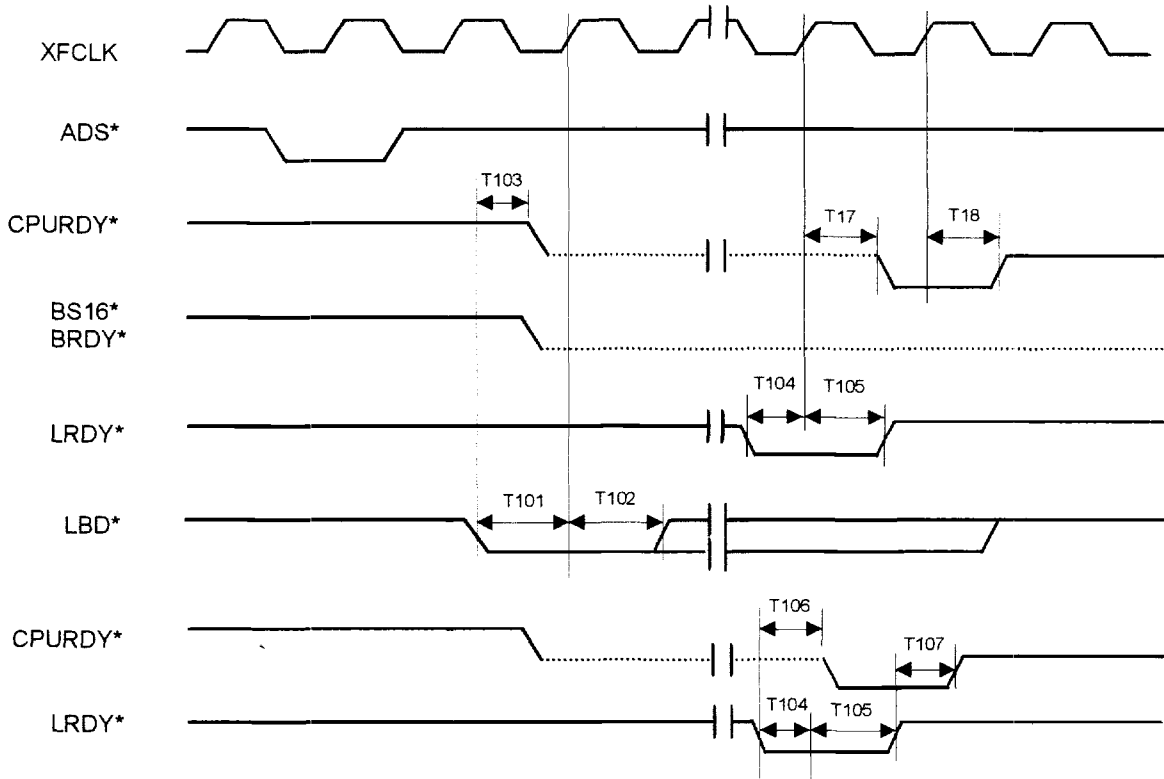 XFCLK
ADS*
T103
CPURDY*
T17
T18
BS16*
BRDY*
T104
T105
LRDY*
T101
T102
LBD*
T106
CPURDY*
T107
T104
T105
LRDY*